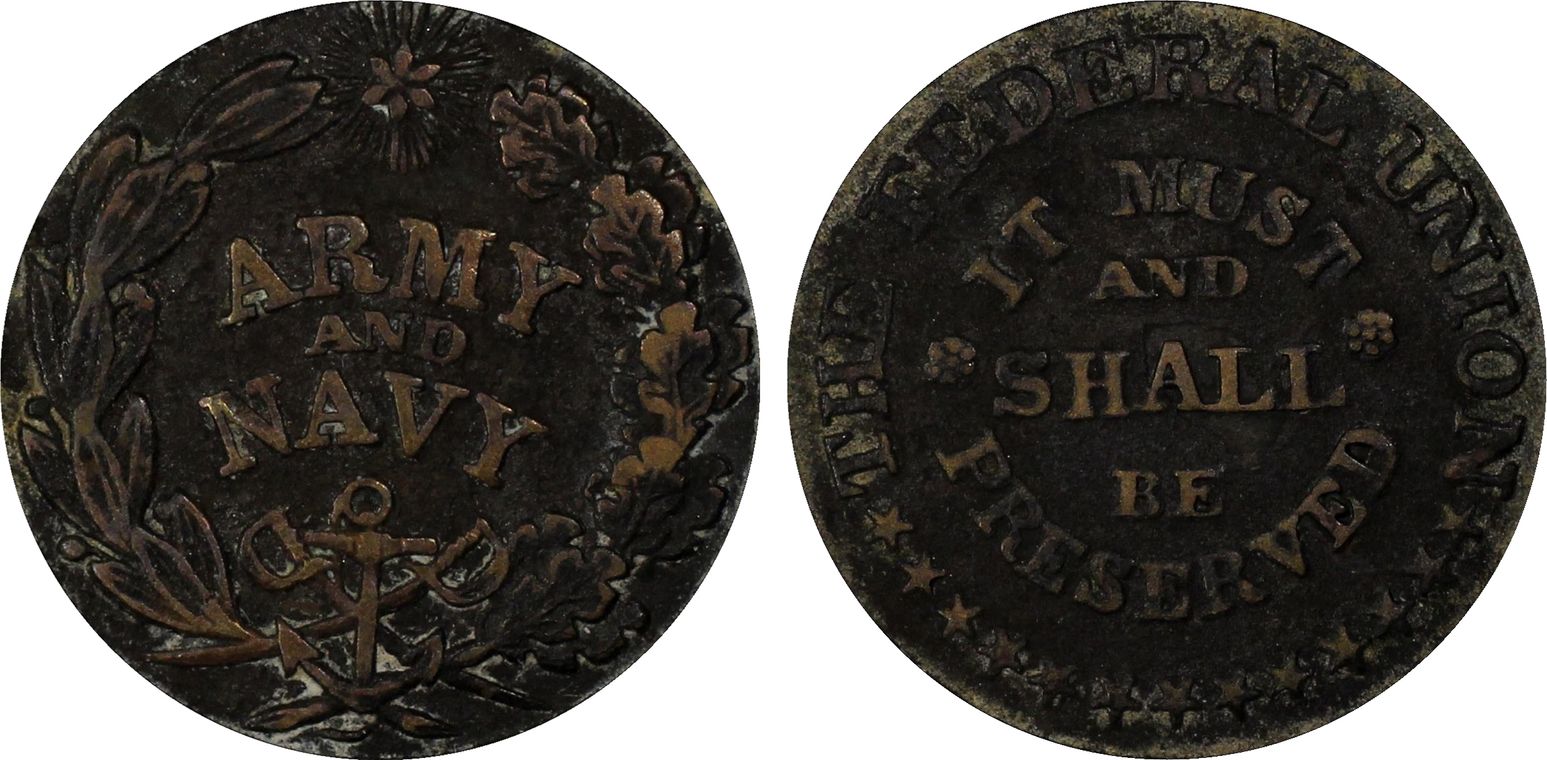 ARMY
AND
NAVY
THE FEDERAL UNION
IT MUST
AND
SHALL
BE
PRESERVED